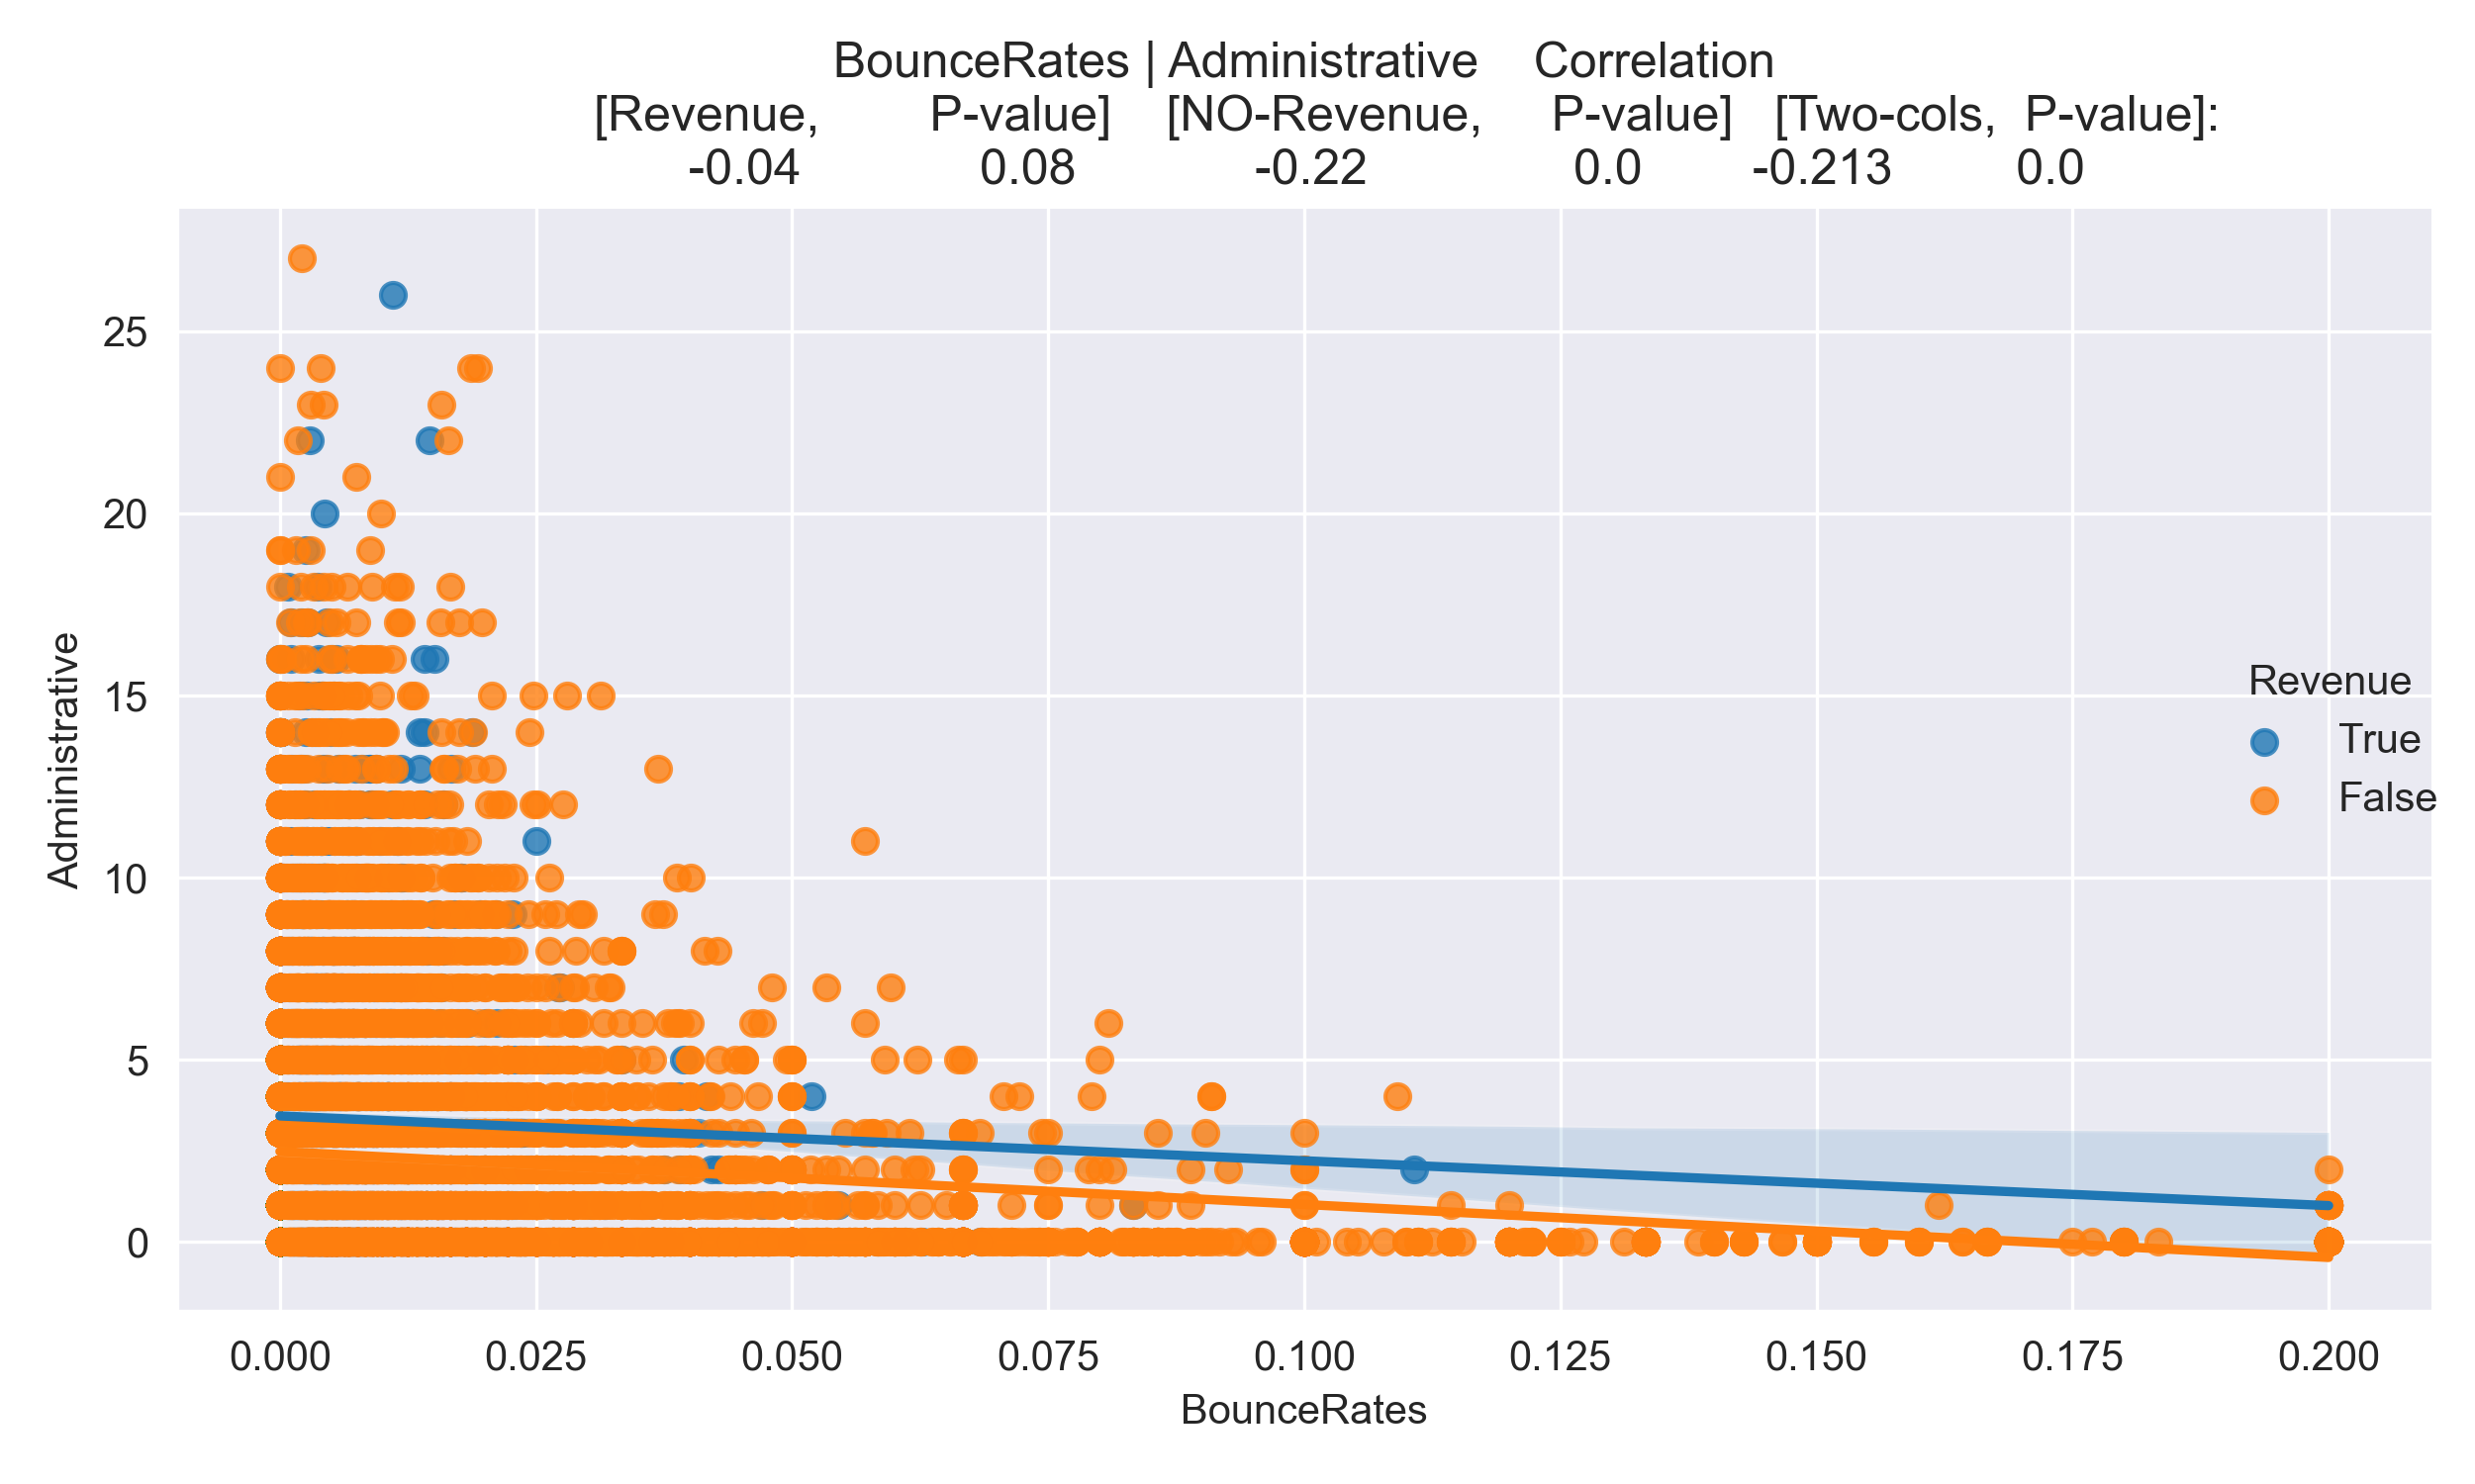 BounceRates | Administrative Correlation
[Revenue, P-value] [NO-Revenue, P-value] [Two-cols, P-value]:
-0.04 0.08 -0.22 0.0 -0.213 0.0
25
20
15
10
5
0
Administrative
Revenue
True
False
0.000 0.025 0.050 0.075 0.100 0.125 0.150 0.175 0.200
BounceRates